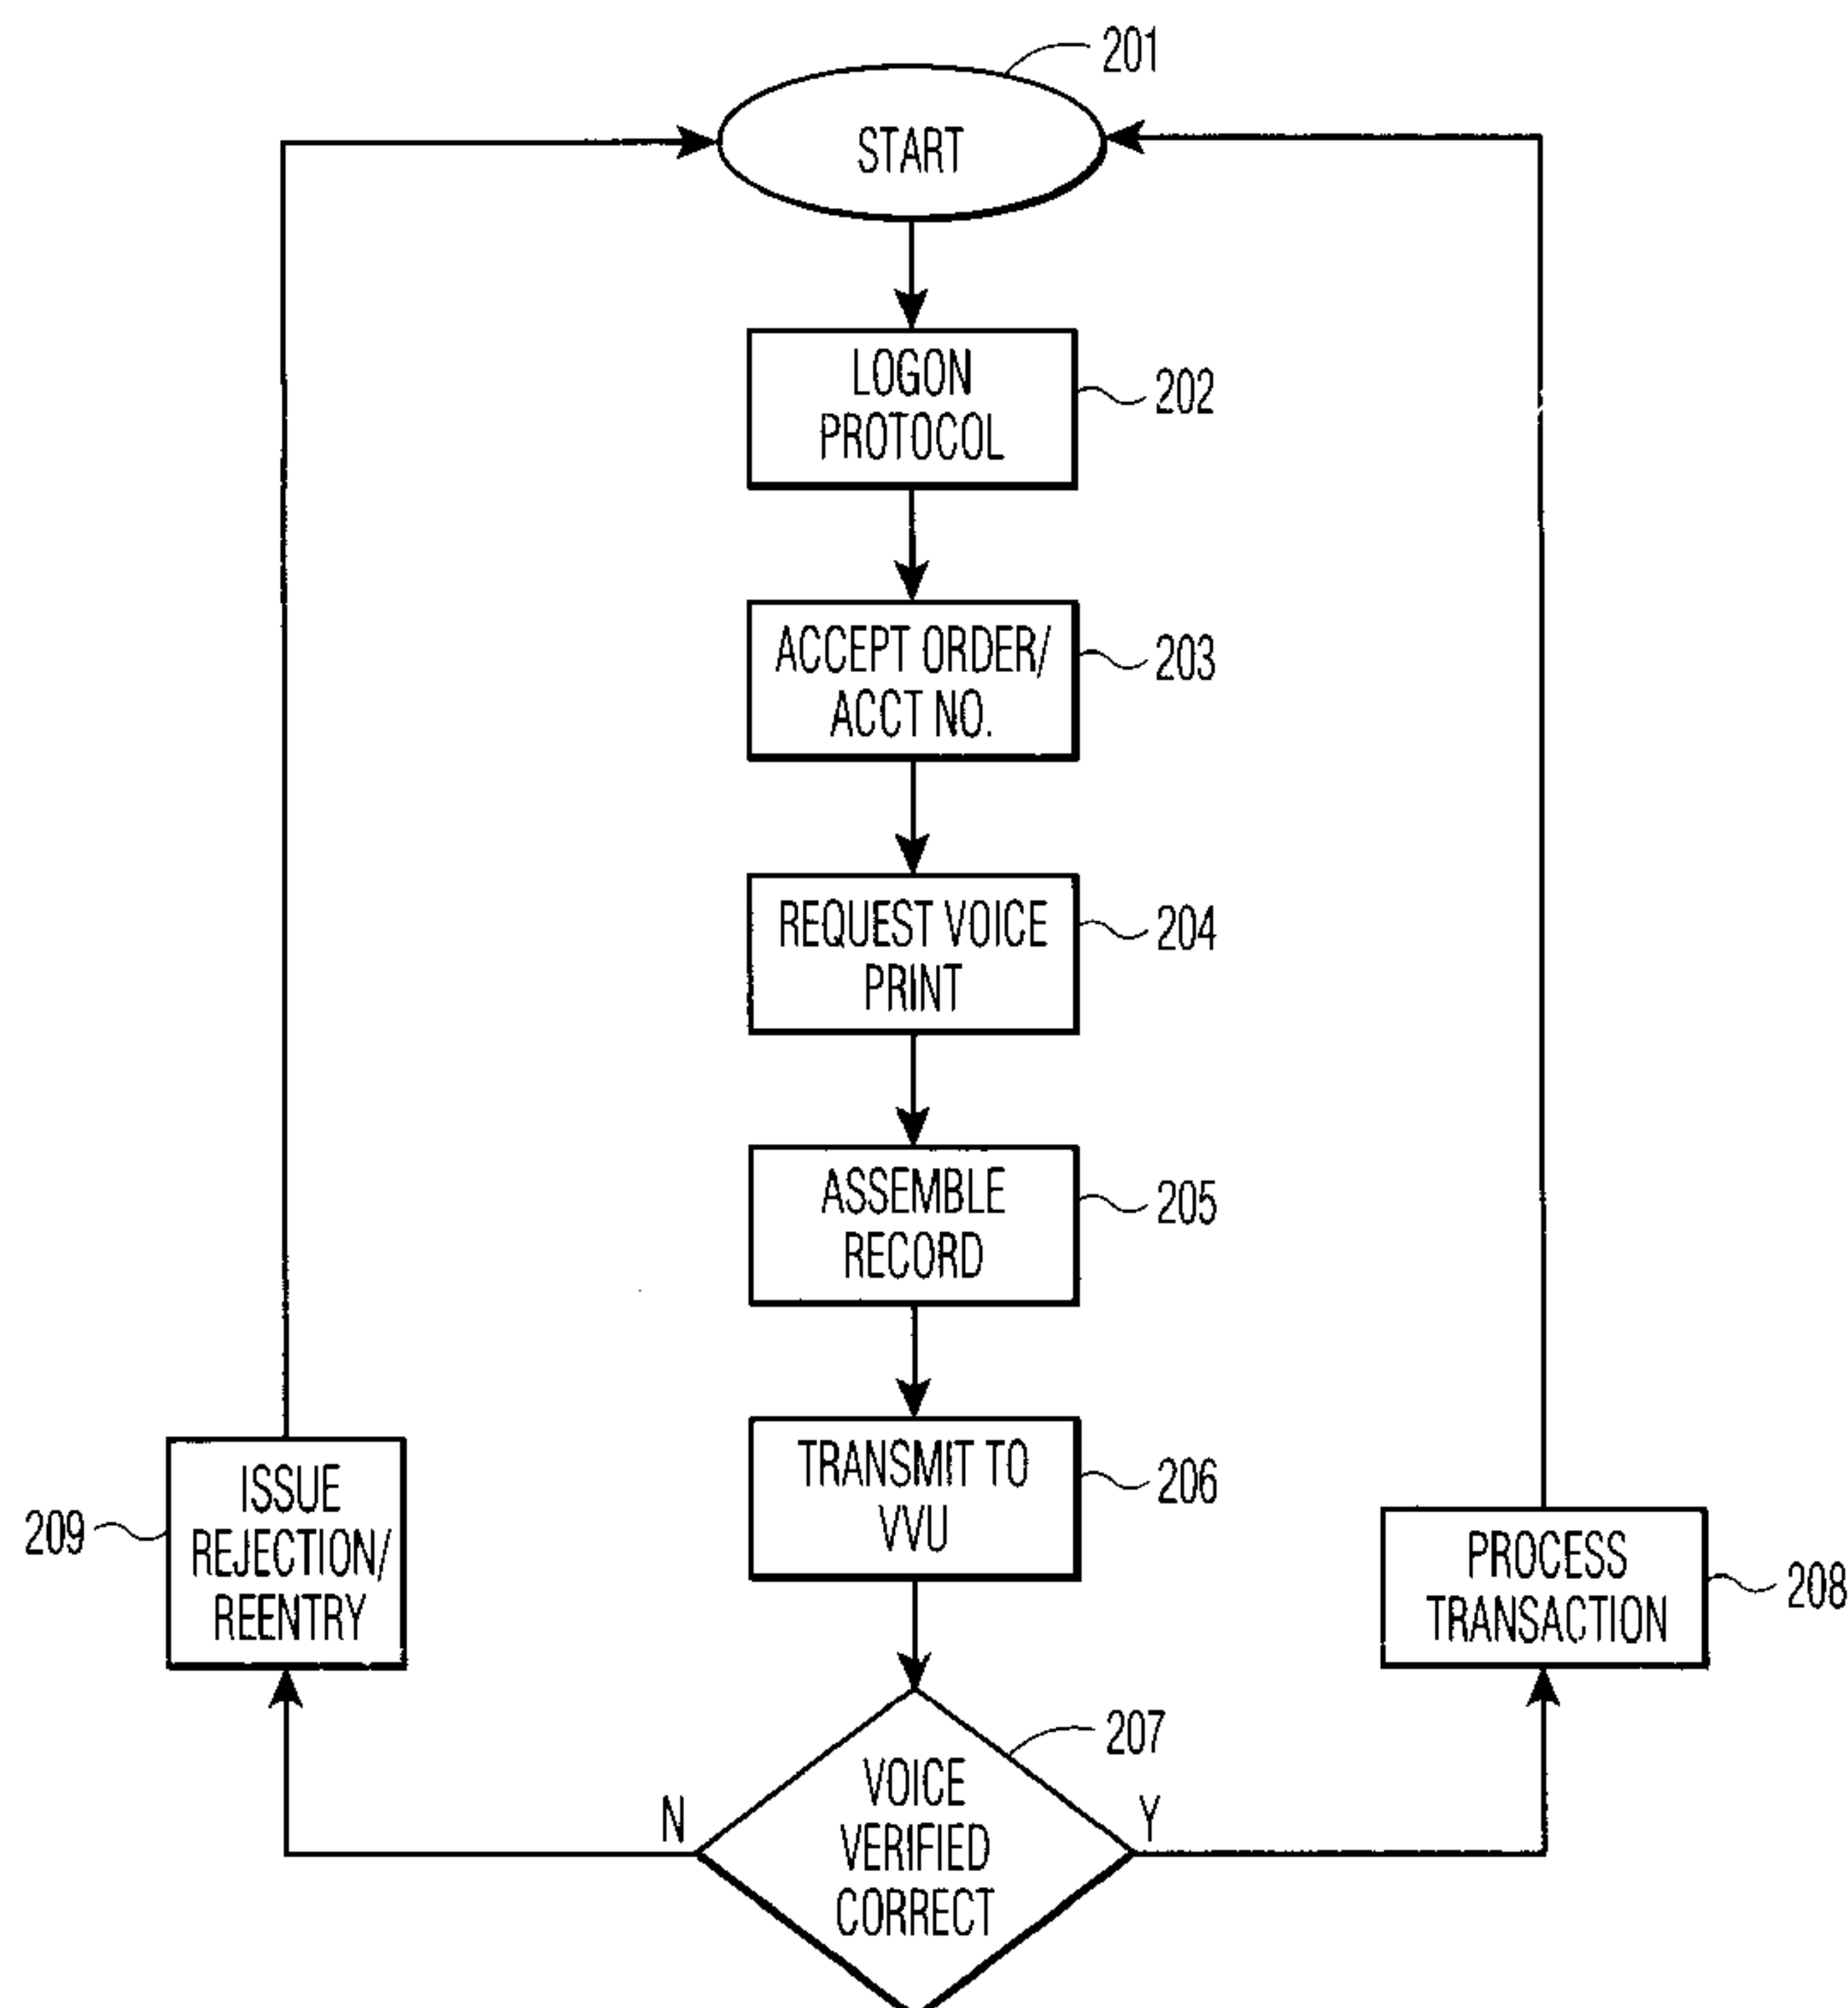 201
START
LOGON
PROTOCOL
202
ACCEPT ORDER/
ACCT NO.
203
REQUEST VOICE
PRINT
204
ASSEMBLE
RECORD
205
TRANSMIT TO
VVU
206
ISSUE
REJECTION/
REENTRY
209
PROCESS
TRANSACTION
208
207
VOICE
VERIFIED
CORRECT
N
Y